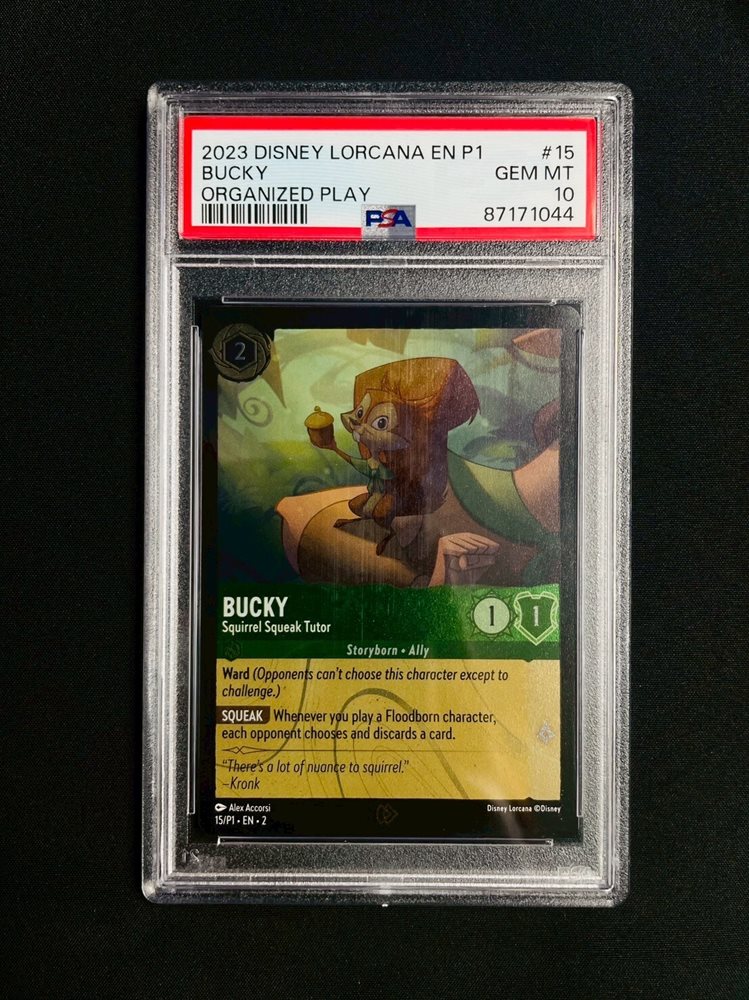 2023 DISNEY LORCANA EN P1 #15
BUCKY GEM MT
ORGANIZED PLAY 10
PSA 87171044
2
BUCKY
Squirrel Squeak Tutor
1 1
Storyborn • Ally
Ward (Opponents can't choose this character except to
challenge.)
SQUEAK Whenever you play a Floodborn character,
each opponent chooses and discards a card.
"There's a lot of nuance to squirrel."
–Kronk
Alex Accorsi
15/P1 • EN • 2
Disney Lorcana ©Disney